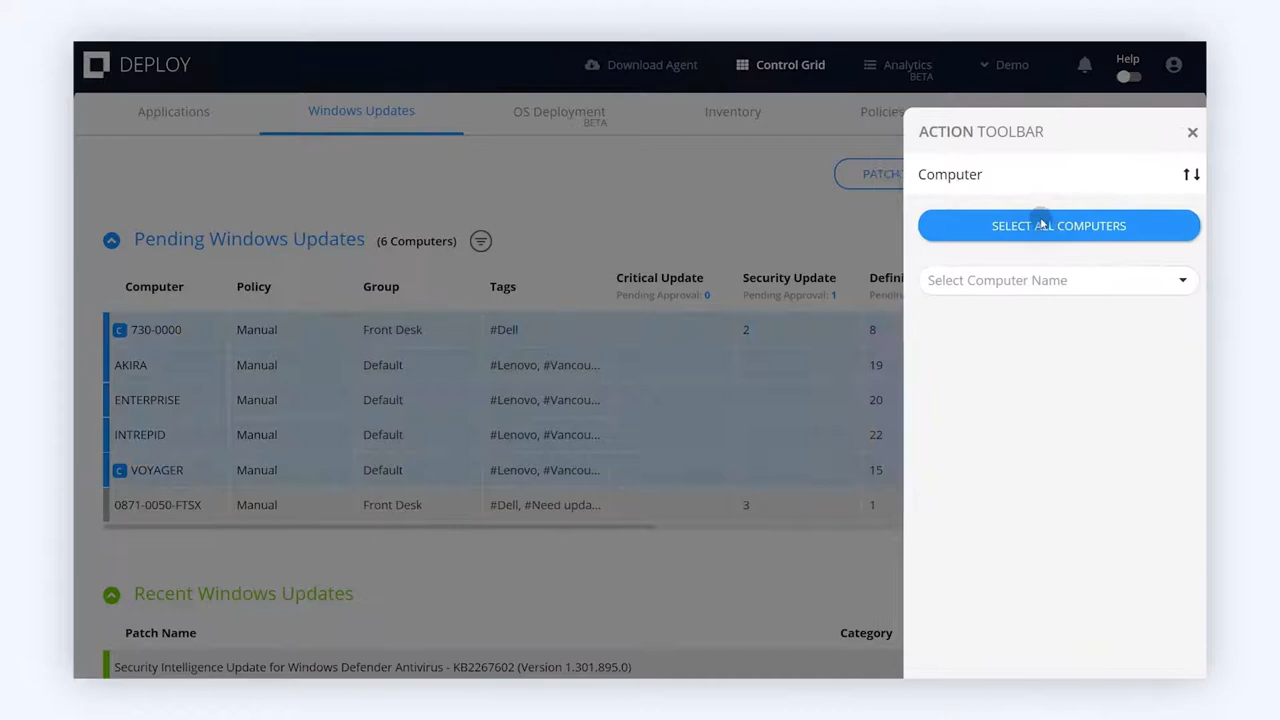 DEPLOY
Download Agent
Control Grid
Analytics
BETA
Demo
Help
Applications
Windows Updates
OS Deployment
BETA
Inventory
Policies
PATCH
ACTION TOOLBAR
Computer
SELECT ALL COMPUTERS
Select Computer Name
Pending Windows Updates (6 Computers)
Computer Policy Group Tags Critical Update Security Update
Pending Approval: 0 Pending Approval: 1
C 730-0000 Manual Front Desk #Dell 2 8
AKIRA Manual Default #Lenovo, #Vancou... 19
ENTERPRISE Manual Default #Lenovo, #Vancou... 20
INTREPID Manual Default #Lenovo, #Vancou... 22
C VOYAGER Manual Default #Lenovo, #Vancou... 15
0871-0050-FTSX Manual Front Desk #Dell, #Need upda... 3 1
Recent Windows Updates
Patch Name Category
Security Intelligence Update for Windows Defender Antivirus - KB2267602 (Version 1.301.895.0)